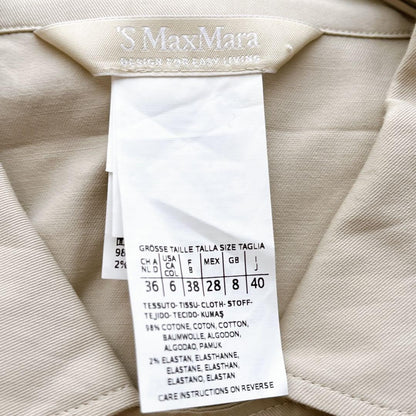 'S MaxMara
DESIGN FOR EASY LIVING
GRÖSSE TAILLE TALLA SIZE TAGLIA
CH A NL D USA CA COL F B MEX GB I J
36 6 38 28 8 40
TESSUTO-TISSU-CLOTH-STOFF-
TEJIDO-TECIDO-KUMAŞ
98% COTONE, COTON, COTTON,
BAUMWOLLE, ALGODON,
ALGODAO, PAMUK
2% ELASTAN, ELASTHANNE,
ELASTANE, ELASTHAN,
ELASTANO, ELASTAN
CARE INSTRUCTIONS ON REVERSE
98
2%